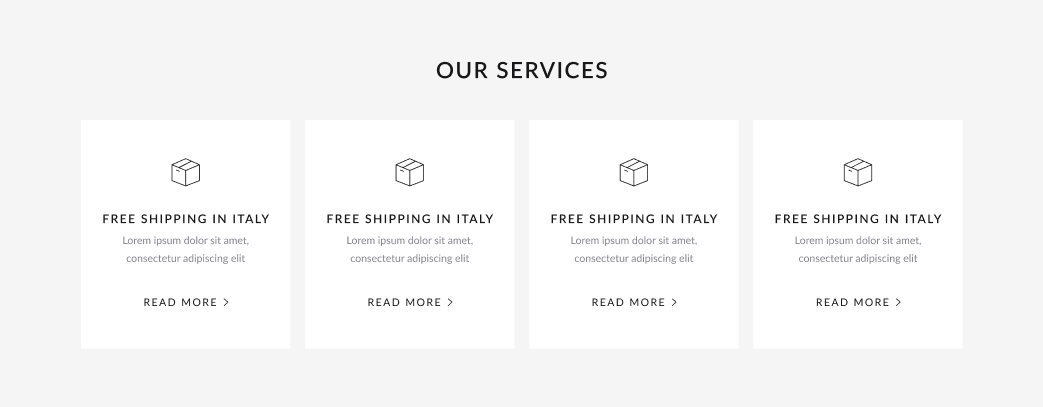 OUR SERVICES
FREE SHIPPING IN ITALY
Lorem ipsum dolor sit amet,
consectetur adipiscing elit
READ MORE
FREE SHIPPING IN ITALY
Lorem ipsum dolor sit amet,
consectetur adipiscing elit
READ MORE
FREE SHIPPING IN ITALY
Lorem ipsum dolor sit amet,
consectetur adipiscing elit
READ MORE
FREE SHIPPING IN ITALY
Lorem ipsum dolor sit amet,
consectetur adipiscing elit
READ MORE